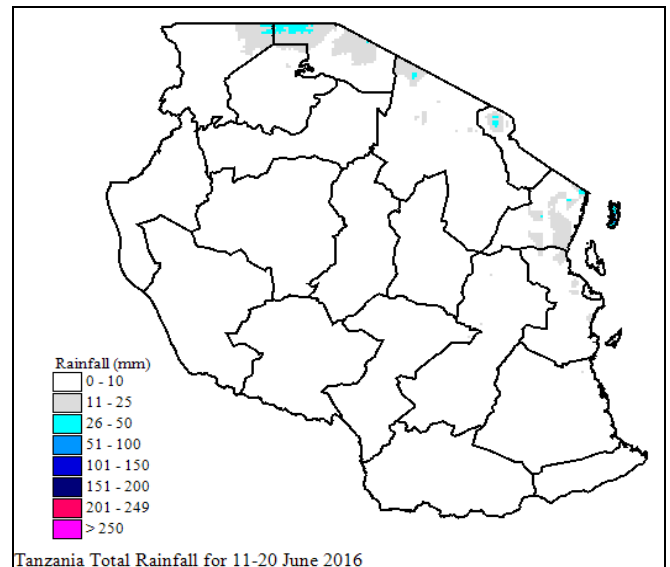 Rainfall (mm)
0 - 10
11 - 25
26 - 50
51 - 100
101 - 150
151 - 200
201 - 249
> 250
Tanzania Total Rainfall for 11-20 June 2016